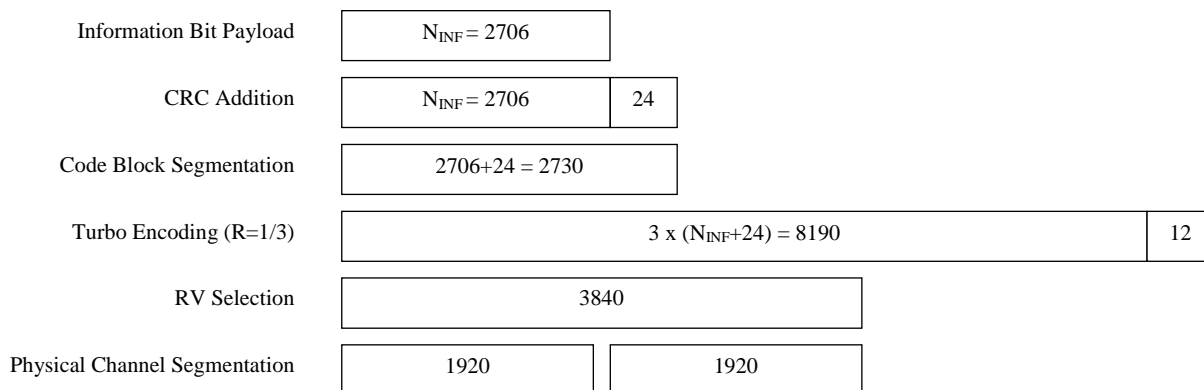 Information Bit Payload N_INF = 2706
CRC Addition N_INF = 2706 24
Code Block Segmentation 2706+24 = 2730
Turbo Encoding (R=1/3) 3 x (N_INF+24) = 8190 12
RV Selection 3840
Physical Channel Segmentation 1920 1920